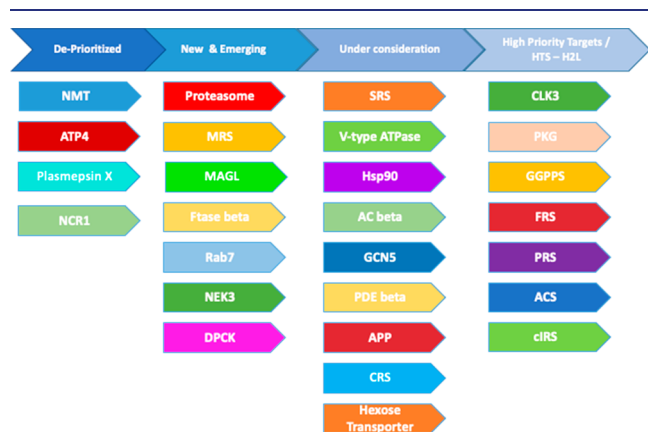 De-Prioritized
New & Emerging
Under consideration
High Priority Targets /
HTS – H2L
NMT
ATP4
Plasmepsin X
NCR1
Proteasome
MRS
MAGL
Ftase beta
Rab7
NEK3
DPCK
SRS
V-type ATPase
Hsp90
AC beta
GCN5
PDE beta
APP
CRS
Hexose
Transporter
CLK3
PKG
GGPPS
FRS
PRS
ACS
cIRS